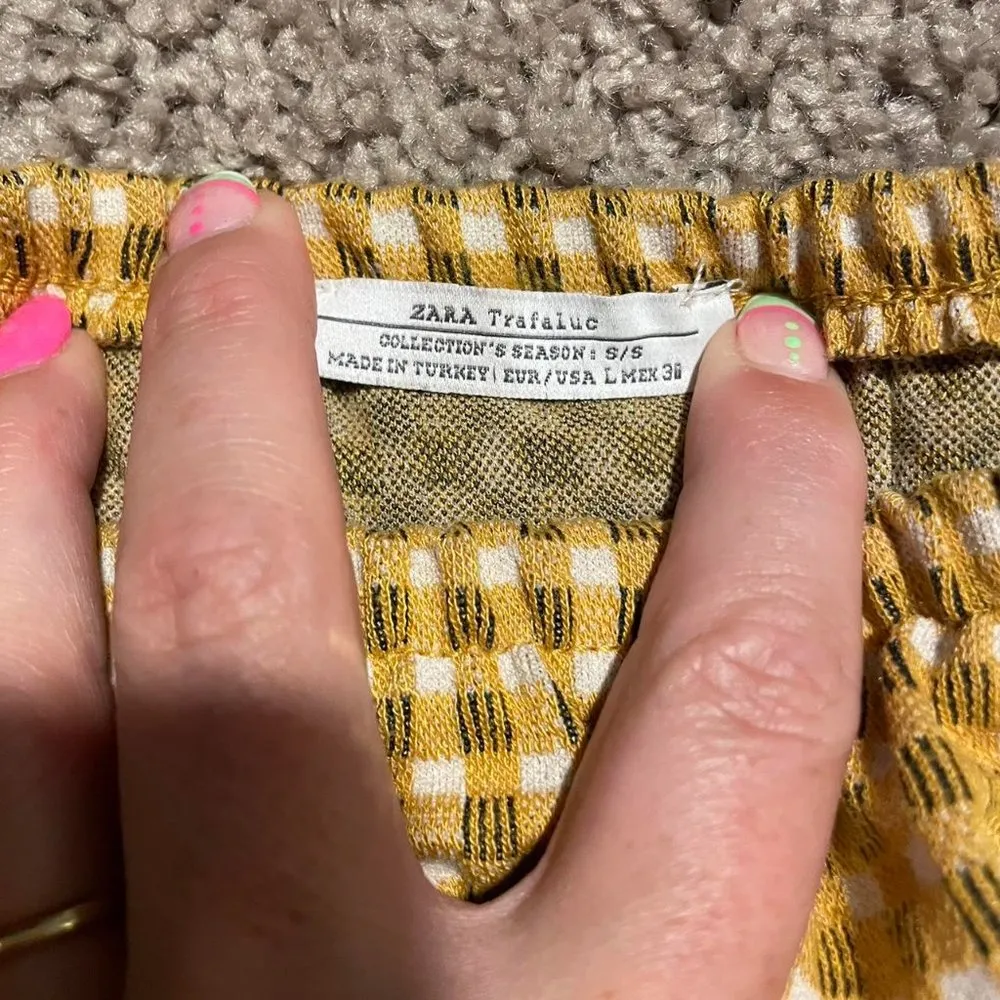 ZARA Trafaluc
COLLECTION'S SEASON: S/S
MADE IN TURKEY| EUR/USA L MEX 30